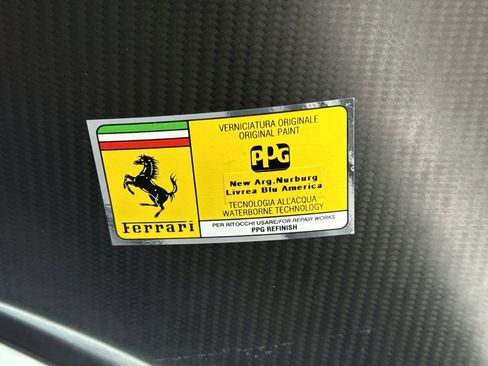 VERNICIATURA ORIGINALE
ORIGINAL PAINT
PPG
New Arg.Nurburg
Livrea Blu America
TECNOLOGIA ALL'ACQUA
WATERBORNE TECHNOLOGY
Ferrari
PER RITOCCHI USARE/FOR REPAIR WORKS
PPG REFINISH